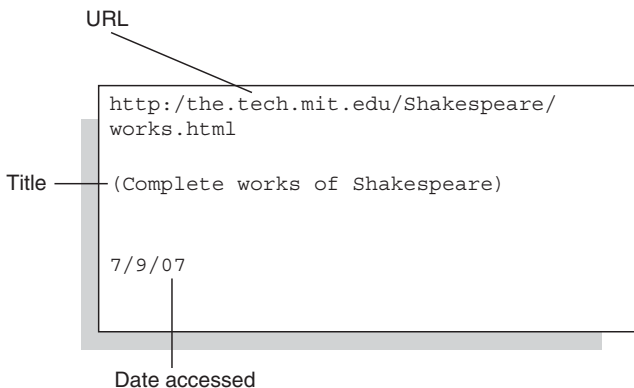 URL
http:/the.tech.mit.edu/Shakespeare/
works.html
Title
(Complete works of Shakespeare)
7/9/07
Date accessed